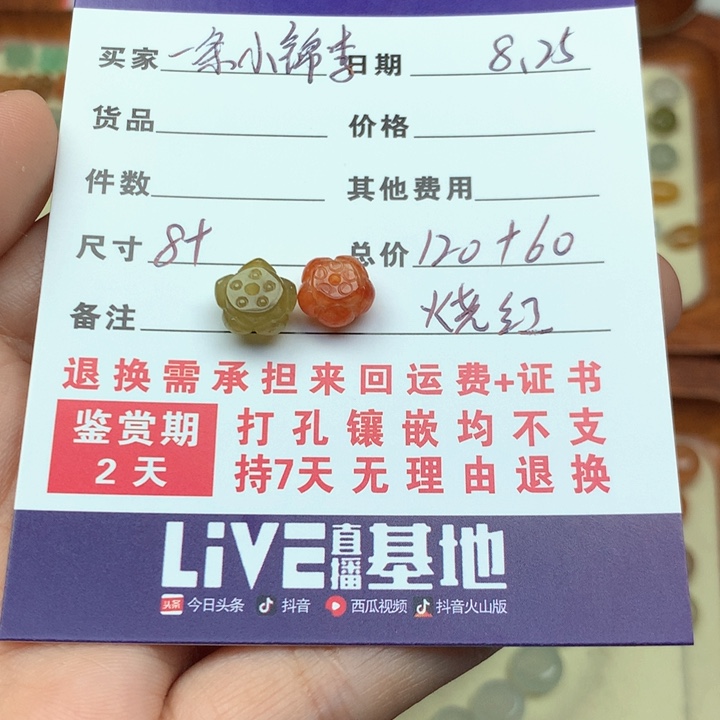 买家 一条小锦李 日期 8.25
货品 价格
件数 其他费用
尺寸 8+ 总价 120+60
备注 烧红
退换需承担来回运费+证书
鉴赏期 打孔镶嵌均不支
2天 持7天无理由退换
LiVE直播基地
头条 今日头条 抖音 西瓜视频 抖音火山版